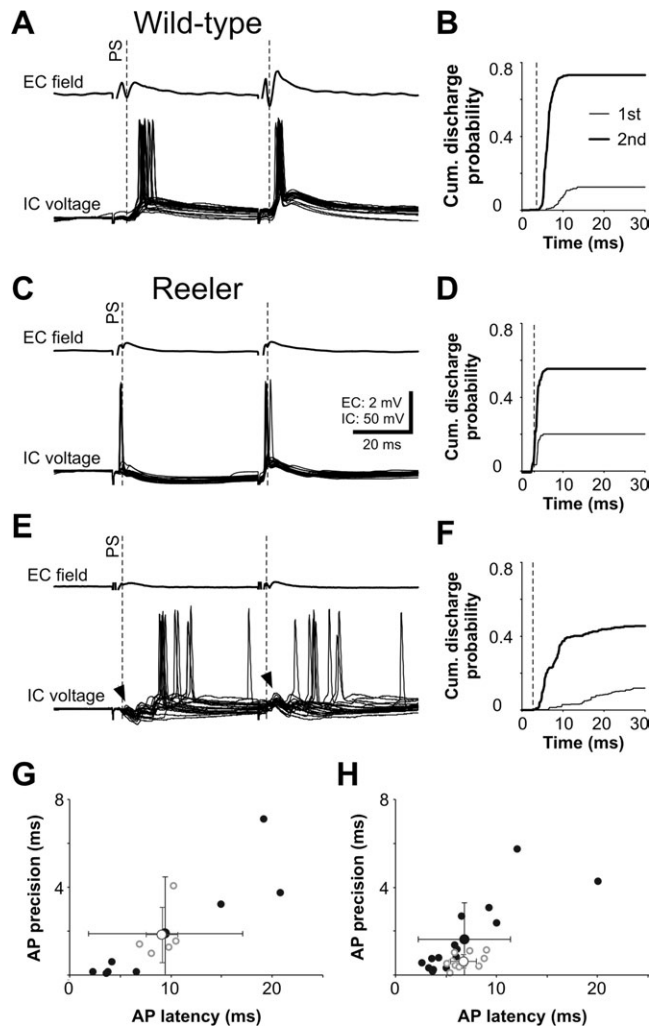 A
Wild-type
B
PS
EC field
IC voltage
Cum. discharge
probability
0.8
0.4
0
1st
2nd
0 10 20 30
Time (ms)
C
Reeler
D
PS
EC field
EC: 2 mV
IC: 50 mV
20 ms
IC voltage
Cum. discharge
probability
0.8
0.4
0
0 10 20 30
Time (ms)
E
F
PS
EC field
IC voltage
Cum. discharge
probability
0.8
0.4
0
0 10 20 30
Time (ms)
G
AP precision (ms)
8
4
0
0 10 20
AP latency (ms)
H
AP precision (ms)
8
4
0
0 10 20
AP latency (ms)